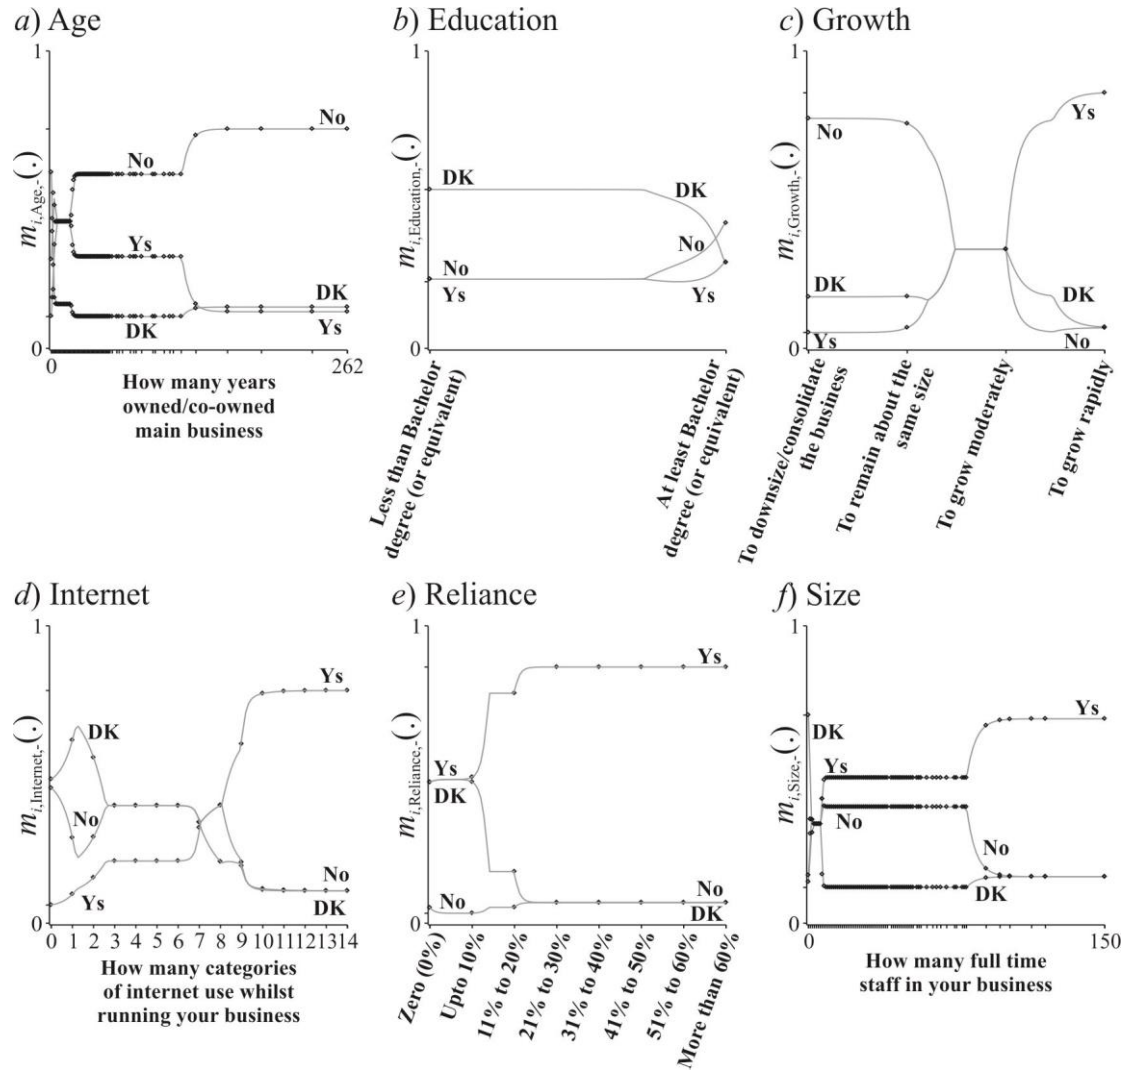 a) Age
1
m i,Age,-(.)
No
No
Ys
DK
DK
Ys
0
0
262
How many years
owned/co-owned
main business
b) Education
1
m i,Education,-(.)
DK
DK
No
No
Ys
Ys
0
Less than Bachelor
degree (or equivalent)
At least Bachelor
degree (or equivalent)
c) Growth
1
m i,Growth,-(.)
Ys
No
DK
DK
Ys
No
0
To downsize/consolidate
the business
To remain about the
same size
To grow moderately
To grow rapidly
d) Internet
1
m i,Internet,-(.)
Ys
DK
No
Ys
No
DK
0
0 1 2 3 4 5 6 7 8 9 10 11 12 13 14
How many categories
of internet use whilst
running your business
e) Reliance
1
m i,Reliance,-(.)
Ys
Ys
DK
No
No
DK
0
Zero (0%)
Upto 10%
11% to 20%
21% to 30%
31% to 40%
41% to 50%
51% to 60%
More than 60%
f) Size
1
m i,Size,-(.)
DK
Ys
Ys
No
No
DK
0
0
150
How many full time
staff in your business